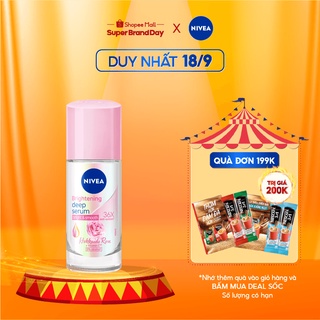 Shopee Mall
Super Brand Day
X
NIVEA
DUY NHẤT 18/9
NIVEA
Brightening
deep
serum
Hokkaido Rose
QUÀ ĐƠN 199K
TRỊ GIÁ
200K
*Nhớ thêm quà vào giỏ hàng và
BẤM MUA DEAL SỐC
Số lượng có hạn